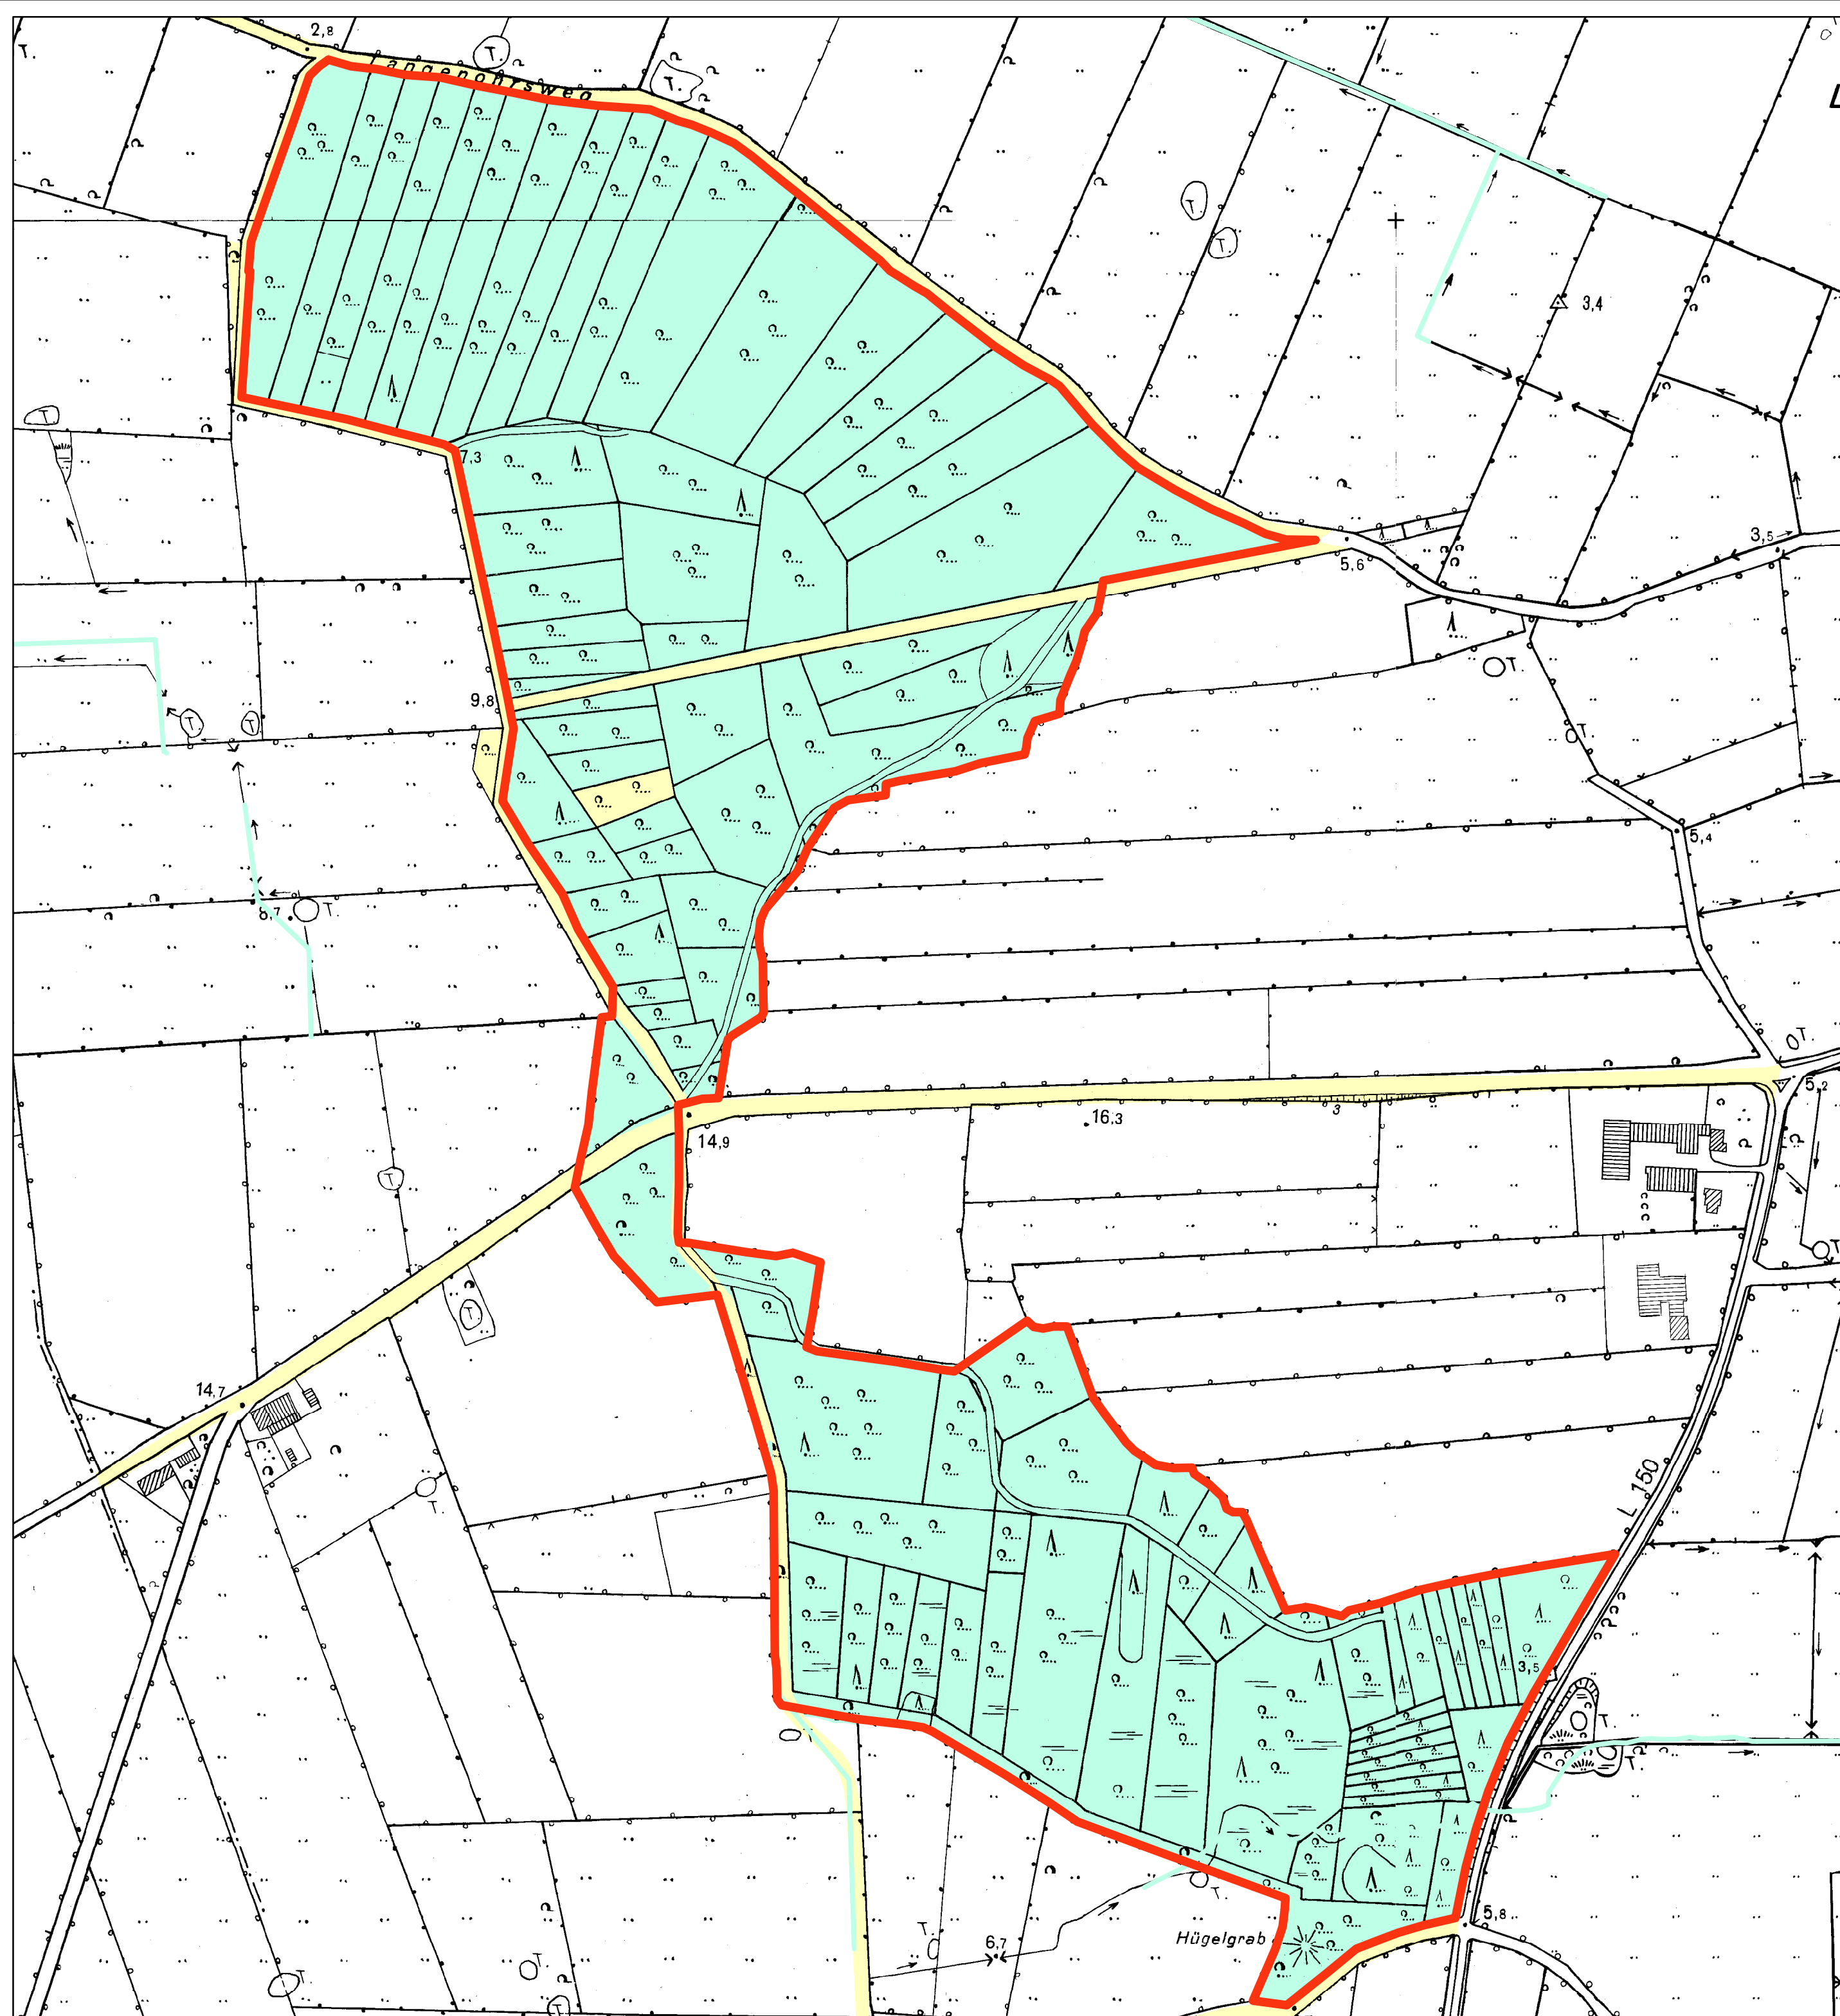 2,8
T.
T.
Langenohrsweg
T.
L
T.
T.
3,4
T.
7,3
3,5
5,6
T.
9,8
T.
T
T.
5,4
8,7
T.
T.
5,2
16,3
14,9
T.
T
T.
14,7
T.
L 150
3,5
T.
T.
T.
T.
5,8
T.
Hügelgrab
6,7
T.
T.
T.